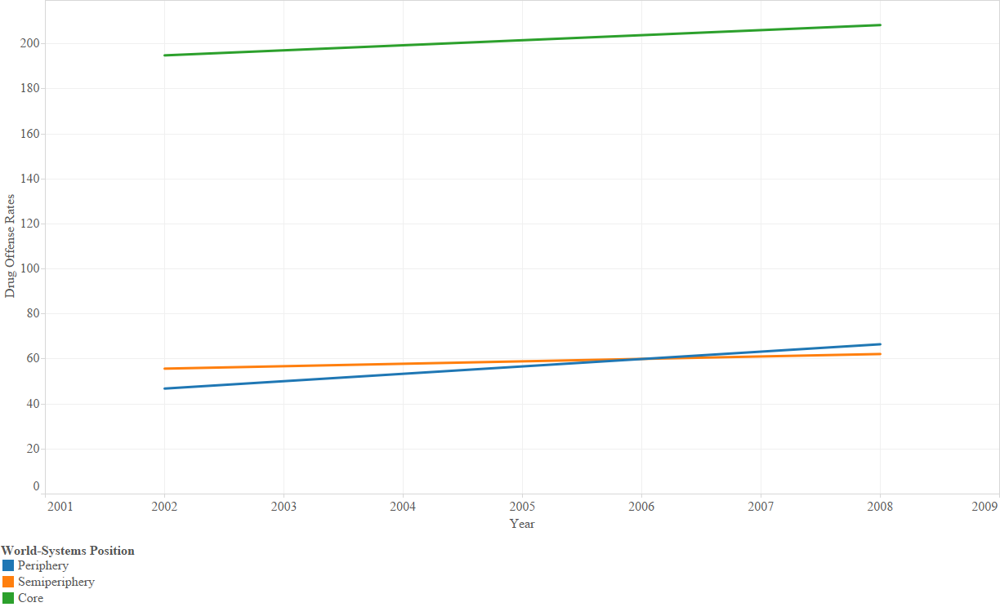 200
180
160
140
120
100
80
60
40
20
0
Drug Offense Rates
2001 2002 2003 2004 2005 2006 2007 2008 2009
Year
World-Systems Position
Periphery
Semiperiphery
Core